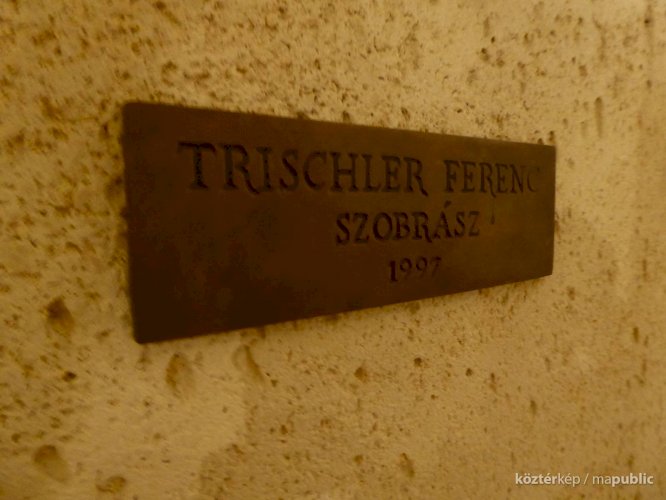 TRISCHLER FERENC
SZOBRÁSZ
1997
köztérkép / mapublic